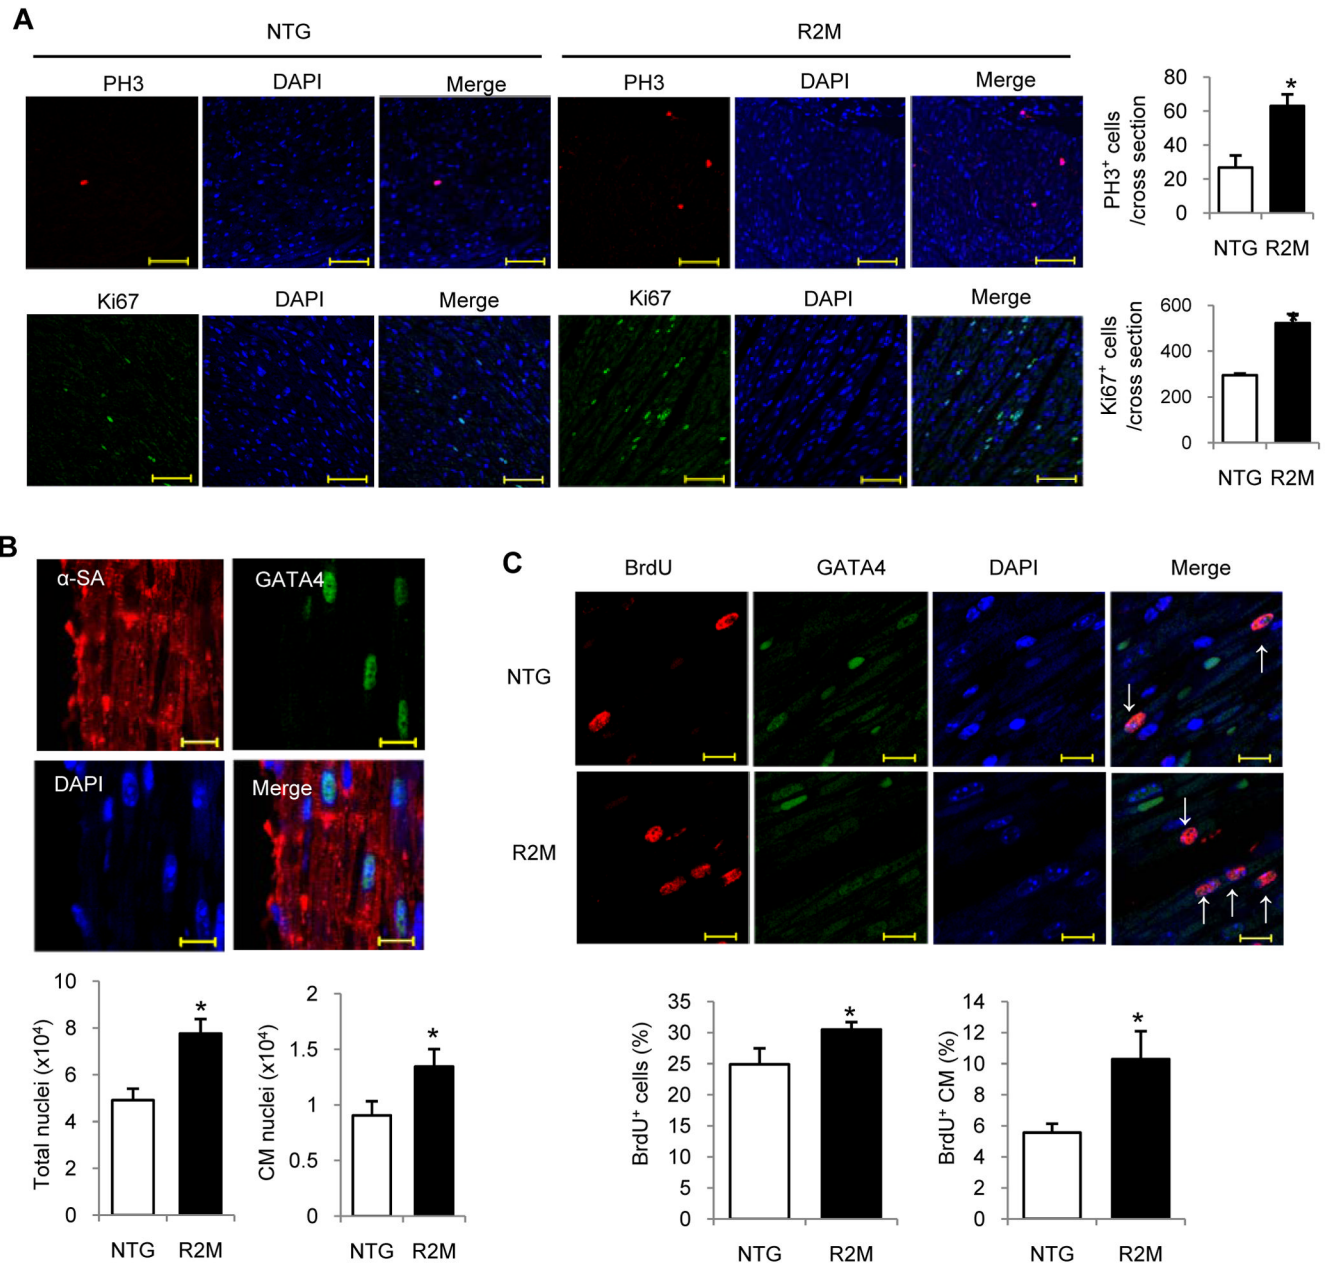 A
NTG R2M
PH3 DAPI Merge PH3 DAPI Merge
PH3+ cells
/cross section
80
60
40
20
0
*
NTG R2M
Ki67 DAPI Merge Ki67 DAPI Merge
Ki67+ cells
/cross section
600
400
200
0
*
NTG R2M
B
α-SA GATA4
DAPI Merge
Total nuclei (x10⁴)
10
8
6
4
2
0
*
NTG R2M
CM nuclei (x10⁴)
2
1.5
1
0.5
0
*
NTG R2M
C
BrdU GATA4 DAPI Merge
NTG
R2M
BrdU+ cells (%)
35
30
25
20
15
10
5
0
*
NTG R2M
BrdU+ CM (%)
14
12
10
8
6
4
2
0
*
NTG R2M